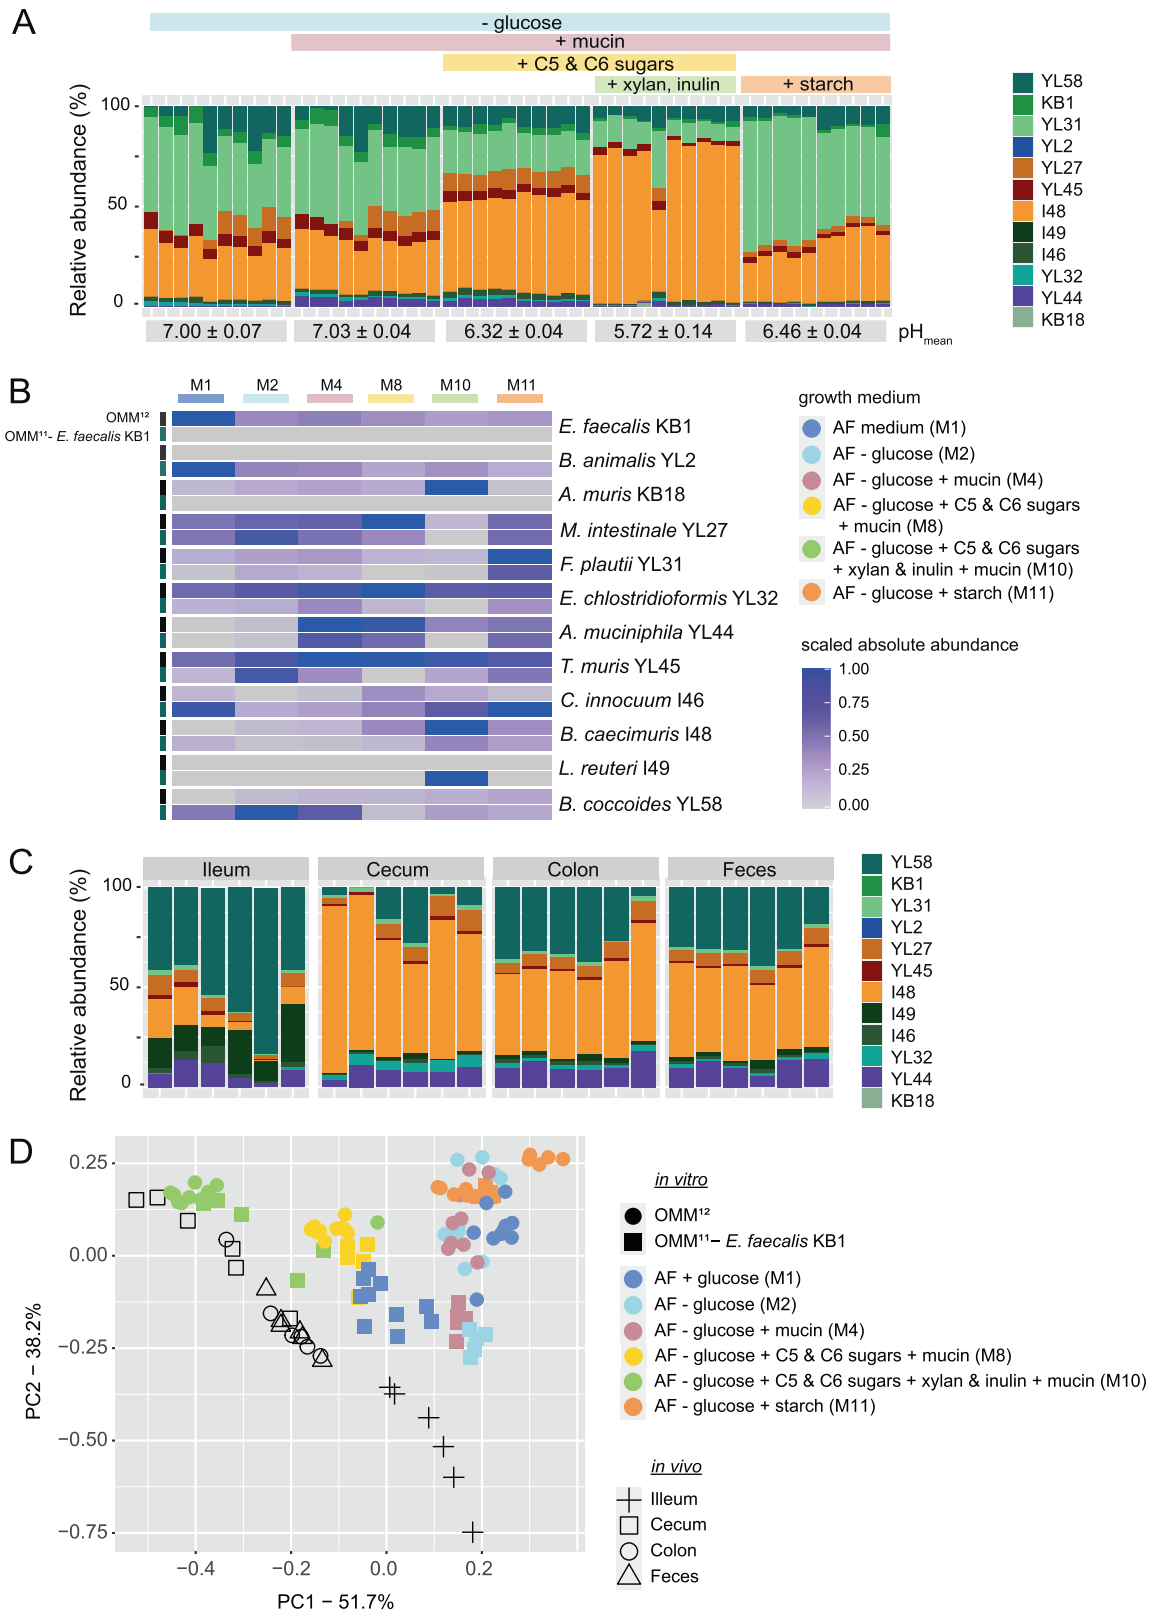 A
- glucose
+ mucin
+ C5 & C6 sugars
+ xylan, inulin
+ starch
Relative abundance (%)
100
50
0
7.00 ± 0.07
7.03 ± 0.04
6.32 ± 0.04
5.72 ± 0.14
6.46 ± 0.04
pHmean
YL58
KB1
YL31
YL2
YL27
YL45
I48
I49
I46
YL32
YL44
KB18
B
M1
M2
M4
M8
M10
M11
OMM¹²
OMM¹¹- E. faecalis KB1
E. faecalis KB1
B. animalis YL2
A. muris KB18
M. intestinale YL27
F. plautii YL31
E. chlostridioformis YL32
A. muciniphila YL44
T. muris YL45
C. innocuum I46
B. caecimuris I48
L. reuteri I49
B. coccoides YL58
growth medium
AF medium (M1)
AF - glucose (M2)
AF - glucose + mucin (M4)
AF - glucose + C5 & C6 sugars
+ mucin (M8)
AF - glucose + C5 & C6 sugars
+ xylan & inulin + mucin (M10)
AF - glucose + starch (M11)
scaled absolute abundance
1.00
0.75
0.50
0.25
0.00
C
Ileum
Cecum
Colon
Feces
Relative abundance (%)
100
50
0
YL58
KB1
YL31
YL2
YL27
YL45
I48
I49
I46
YL32
YL44
KB18
D
PC2 − 38.2%
0.25
0.00
−0.25
−0.50
−0.75
−0.4
−0.2
0.0
0.2
PC1 − 51.7%
in vitro
OMM¹²
OMM¹¹− E. faecalis KB1
AF + glucose (M1)
AF - glucose (M2)
AF - glucose + mucin (M4)
AF - glucose + C5 & C6 sugars + mucin (M8)
AF - glucose + C5 & C6 sugars + xylan & inulin + mucin (M10)
AF - glucose + starch (M11)
in vivo
Illeum
Cecum
Colon
Feces